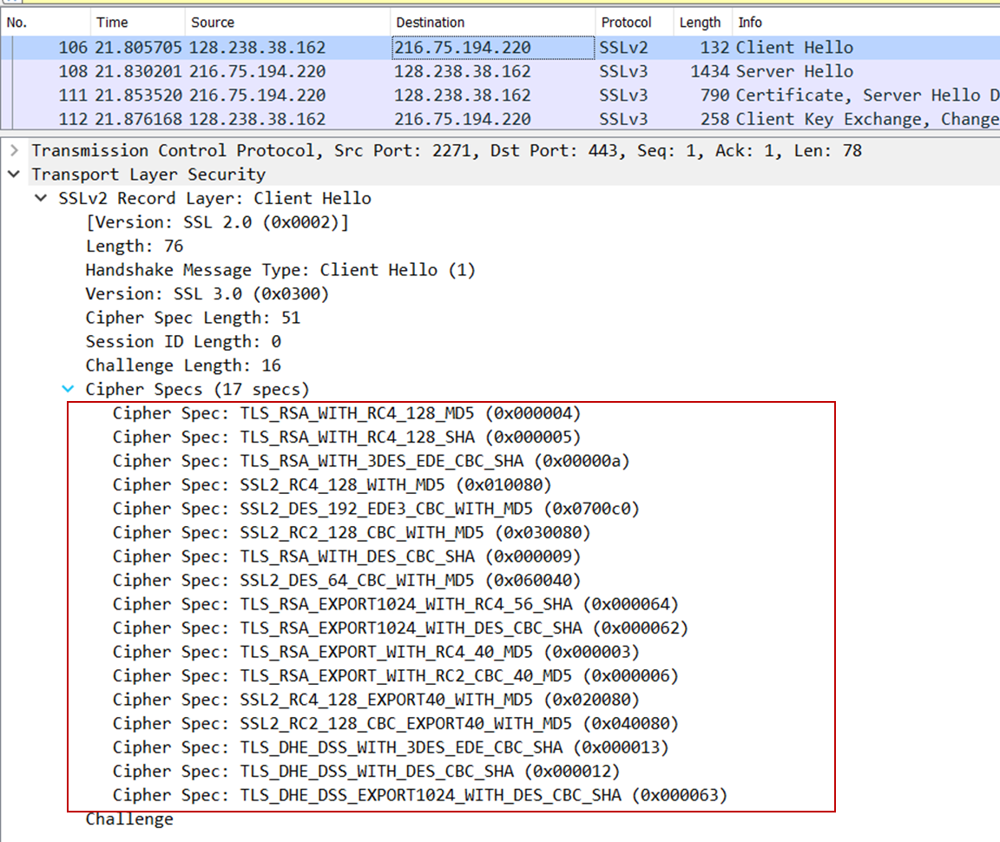 No. Time Source Destination Protocol Length Info
106 21.805705 128.238.38.162 216.75.194.220 SSLv2 132 Client Hello
108 21.830201 216.75.194.220 128.238.38.162 SSLv3 1434 Server Hello
111 21.853520 216.75.194.220 128.238.38.162 SSLv3 790 Certificate, Server Hello D
112 21.876168 128.238.38.162 216.75.194.220 SSLv3 258 Client Key Exchange, Change
Transmission Control Protocol, Src Port: 2271, Dst Port: 443, Seq: 1, Ack: 1, Len: 78
Transport Layer Security
SSLv2 Record Layer: Client Hello
[Version: SSL 2.0 (0x0002)]
Length: 76
Handshake Message Type: Client Hello (1)
Version: SSL 3.0 (0x0300)
Cipher Spec Length: 51
Session ID Length: 0
Challenge Length: 16
Cipher Specs (17 specs)
Cipher Spec: TLS_RSA_WITH_RC4_128_MD5 (0x000004)
Cipher Spec: TLS_RSA_WITH_RC4_128_SHA (0x000005)
Cipher Spec: TLS_RSA_WITH_3DES_EDE_CBC_SHA (0x00000a)
Cipher Spec: SSL2_RC4_128_WITH_MD5 (0x010080)
Cipher Spec: SSL2_DES_192_EDE3_CBC_WITH_MD5 (0x0700c0)
Cipher Spec: SSL2_RC2_128_CBC_WITH_MD5 (0x030080)
Cipher Spec: TLS_RSA_WITH_DES_CBC_SHA (0x000009)
Cipher Spec: SSL2_DES_64_CBC_WITH_MD5 (0x060040)
Cipher Spec: TLS_RSA_EXPORT1024_WITH_RC4_56_SHA (0x000064)
Cipher Spec: TLS_RSA_EXPORT1024_WITH_DES_CBC_SHA (0x000062)
Cipher Spec: TLS_RSA_EXPORT_WITH_RC4_40_MD5 (0x000003)
Cipher Spec: TLS_RSA_EXPORT_WITH_RC2_CBC_40_MD5 (0x000006)
Cipher Spec: SSL2_RC4_128_EXPORT40_WITH_MD5 (0x020080)
Cipher Spec: SSL2_RC2_128_CBC_EXPORT40_WITH_MD5 (0x040080)
Cipher Spec: TLS_DHE_DSS_WITH_3DES_EDE_CBC_SHA (0x000013)
Cipher Spec: TLS_DHE_DSS_WITH_DES_CBC_SHA (0x000012)
Cipher Spec: TLS_DHE_DSS_EXPORT1024_WITH_DES_CBC_SHA (0x000063)
Challenge